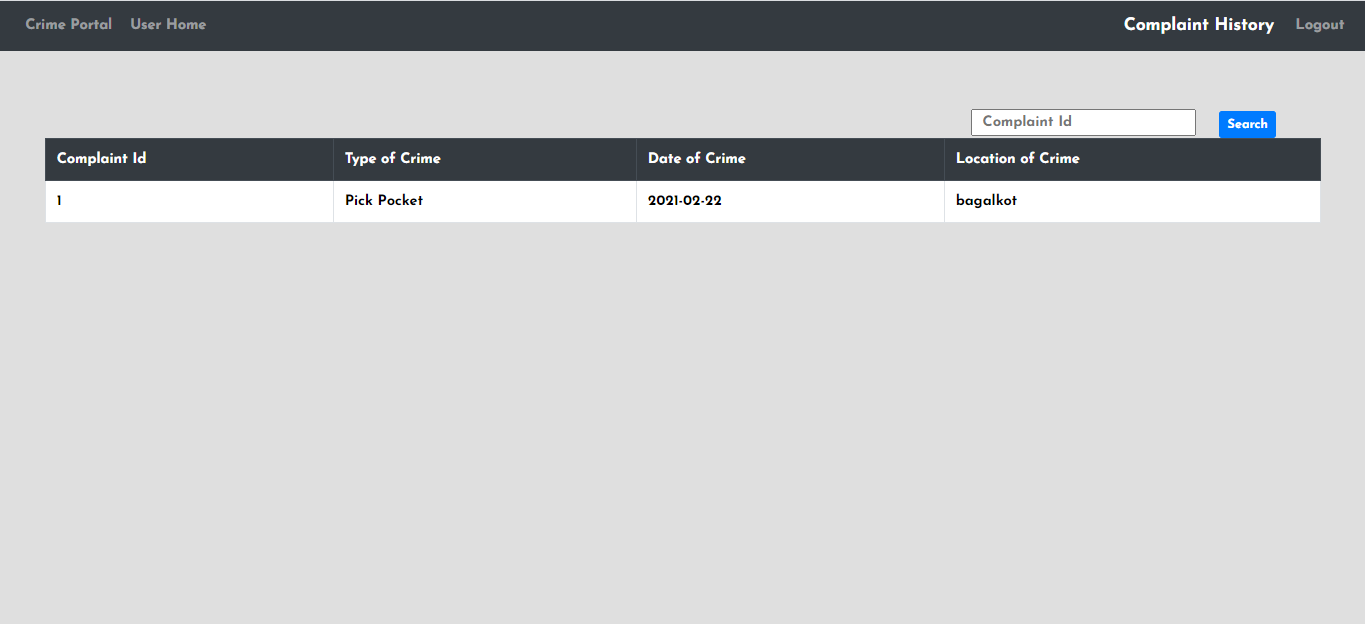 Crime Portal User Home Complaint History Logout
Complaint Id Search
Complaint Id Type of Crime Date of Crime Location of Crime
1 Pick Pocket 2021-02-22 bagalkot